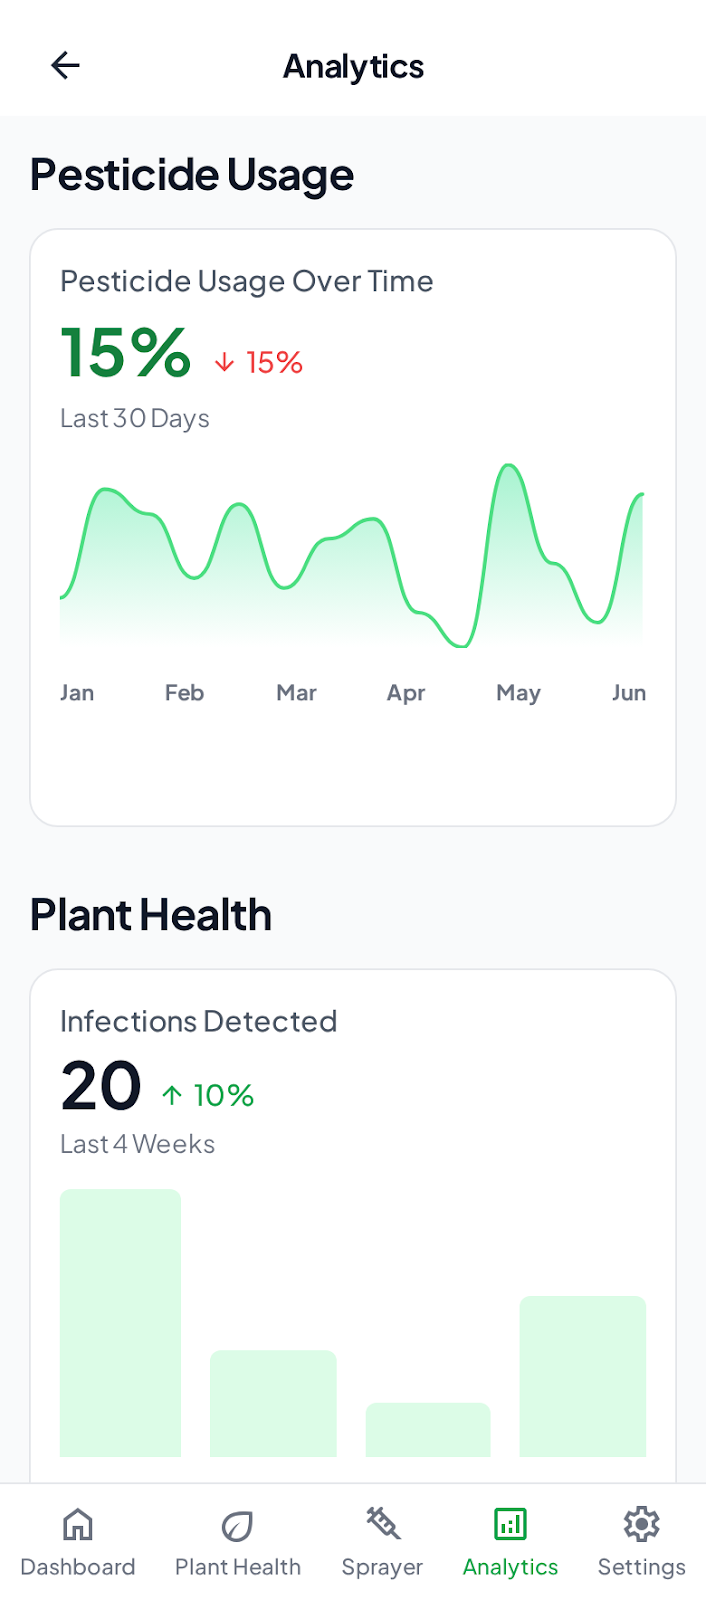 Analytics
Pesticide Usage
Pesticide Usage Over Time
15% ↓ 15%
Last 30 Days
Jan Feb Mar Apr May Jun
Plant Health
Infections Detected
20 ↑ 10%
Last 4 Weeks
Dashboard Plant Health Sprayer Analytics Settings